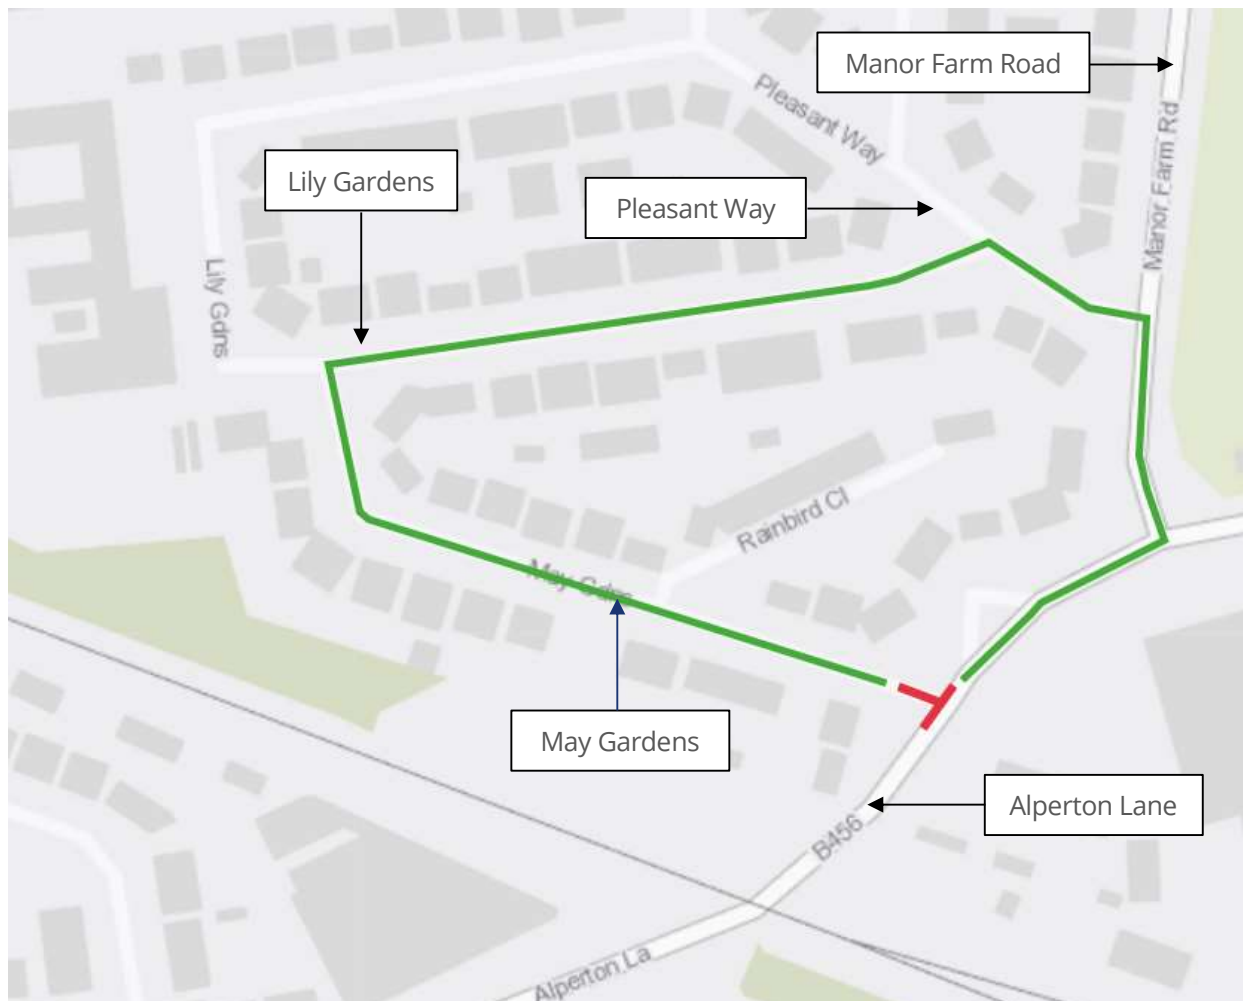 Manor Farm Road
Pleasant Way
Manor Farm Rd
Lily Gardens
Pleasant Way
Lily Gdns
Rainbird Cl
May Gdns
May Gardens
Alperton Lane
B456
Alperton La